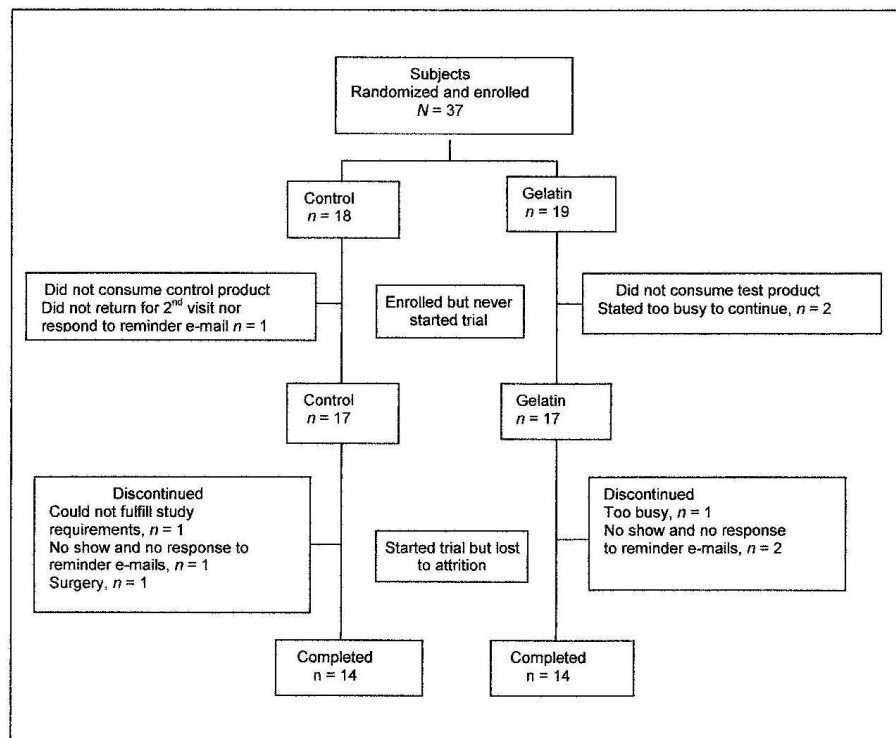 Subjects
Randomized and enrolled
N = 37
Control
n = 18
Gelatin
n = 19
Did not consume control product
Did not return for 2nd visit nor
respond to reminder e-mail n = 1
Enrolled but never
started trial
Did not consume test product
Stated too busy to continue, n = 2
Control
n = 17
Gelatin
n = 17
Discontinued
Could not fulfill study
requirements, n = 1
No show and no response to
reminder e-mails, n = 1
Surgery, n = 1
Started trial but lost
to attrition
Discontinued
Too busy, n = 1
No show and no response
to reminder e-mails, n = 2
Completed
n = 14
Completed
n = 14